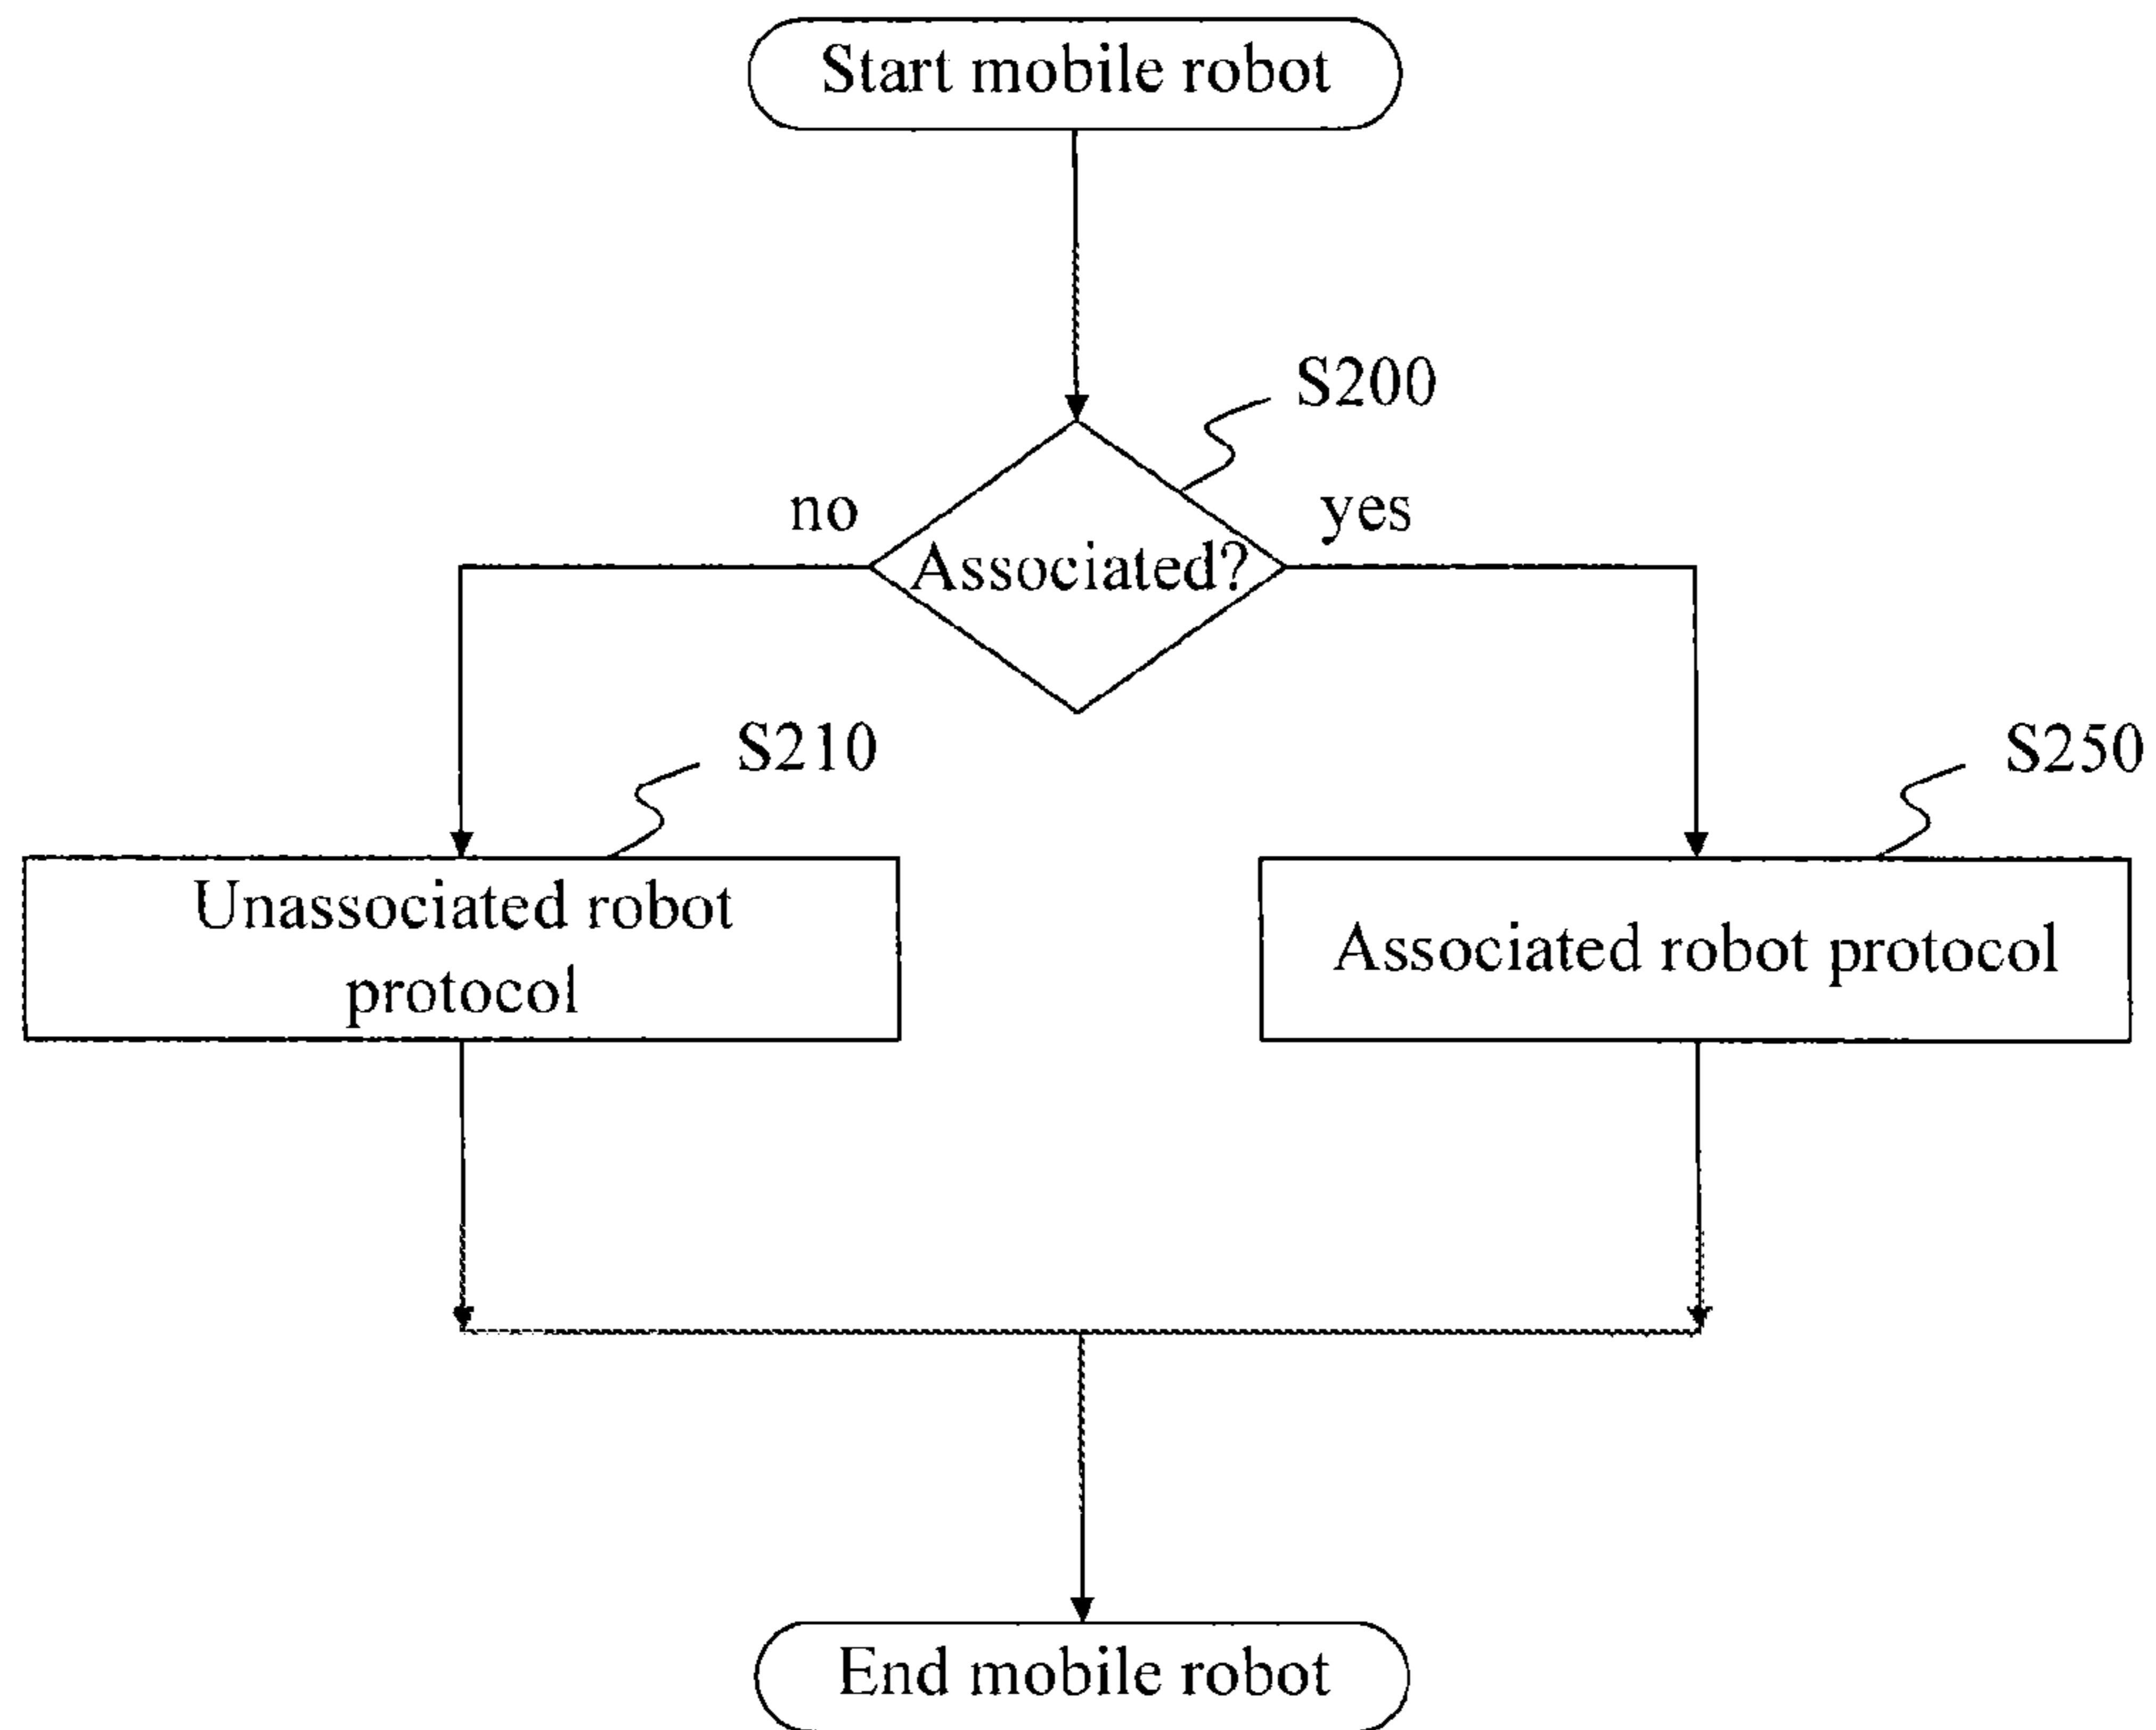 Start mobile robot
S200
no
yes
Associated?
S210
S250
Unassociated robot
protocol
Associated robot protocol
End mobile robot